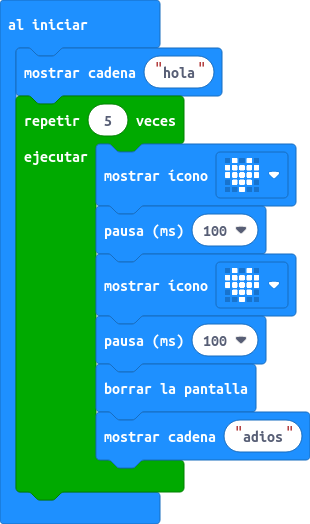 al iniciar
mostrar cadena "hola"
repetir 5 veces
ejecutar
mostrar icono
pausa (ms) 100
mostrar icono
pausa (ms) 100
borrar la pantalla
mostrar cadena "adios"